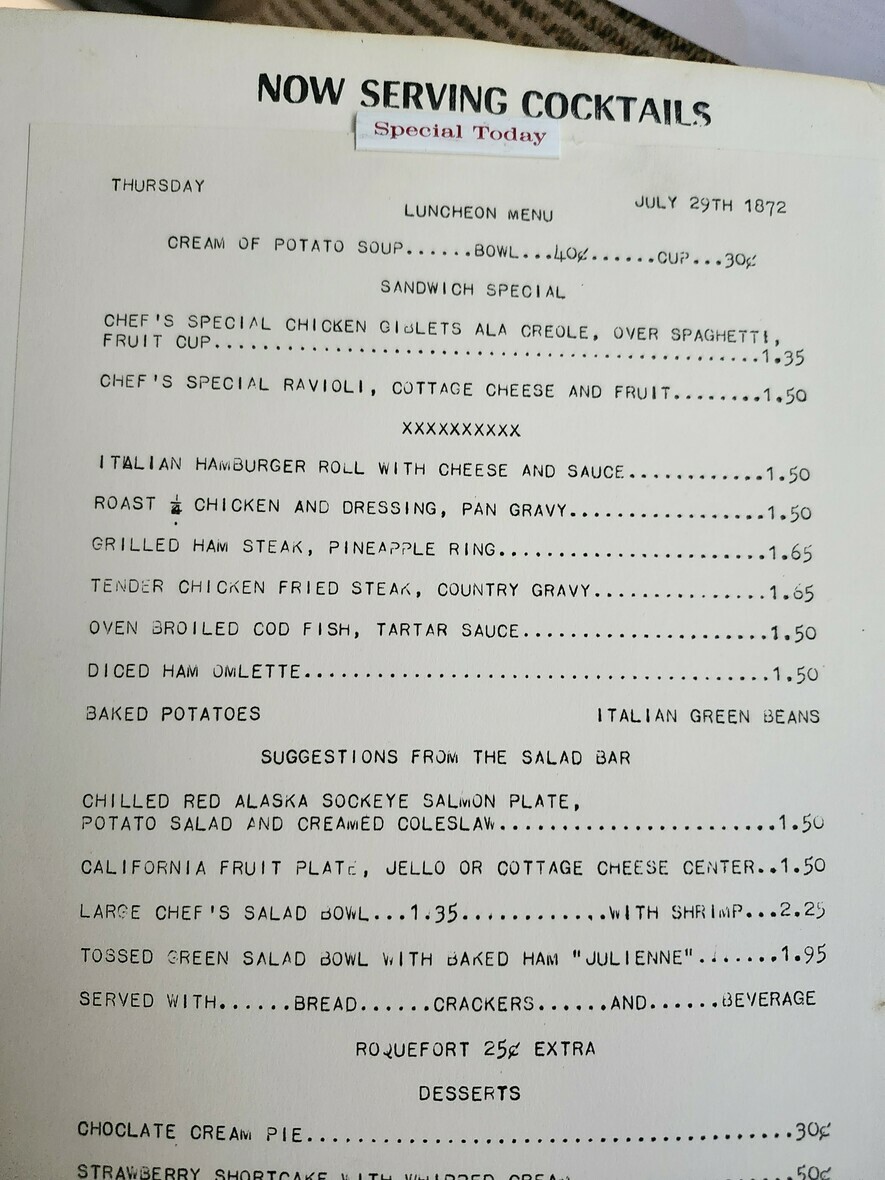 NOW SERVING COCKTAILS
Special Today
THURSDAY JULY 29TH 1872
LUNCHEON MENU
CREAM OF POTATO SOUP......BOWL...40¢......CUP...30¢
SANDWICH SPECIAL
CHEF'S SPECIAL CHICKEN GIBLETS ALA CREOLE, OVER SPAGHETTI,
FRUIT CUP..................................................1.35
CHEF'S SPECIAL RAVIOLI, COTTAGE CHEESE AND FRUIT........1.50
XXXXXXXXXX
ITALIAN HAMBURGER ROLL WITH CHEESE AND SAUCE............1.50
ROAST ¼ CHICKEN AND DRESSING, PAN GRAVY.................1.50
GRILLED HAM STEAK, PINEAPPLE RING.......................1.65
TENDER CHICKEN FRIED STEAK, COUNTRY GRAVY...............1.65
OVEN BROILED COD FISH, TARTAR SAUCE.....................1.50
DICED HAM OMLETTE.......................................1.50
BAKED POTATOES ITALIAN GREEN BEANS
SUGGESTIONS FROM THE SALAD BAR
CHILLED RED ALASKA SOCKEYE SALMON PLATE,
POTATO SALAD AND CREAMED COLESLAW.......................1.50
CALIFORNIA FRUIT PLATE, JELLO OR COTTAGE CHEESE CENTER..1.50
LARGE CHEF'S SALAD BOWL...1.35............WITH SHRIMP...2.25
TOSSED GREEN SALAD BOWL WITH BAKED HAM "JULIENNE".......1.95
SERVED WITH......BREAD......CRACKERS......AND......BEVERAGE
ROQUEFORT 25¢ EXTRA
DESSERTS
CHOCLATE CREAM PIE.......................................30¢
STRAWBERRY SHORTCAKE WITH WHIPPED CREAM..................50¢